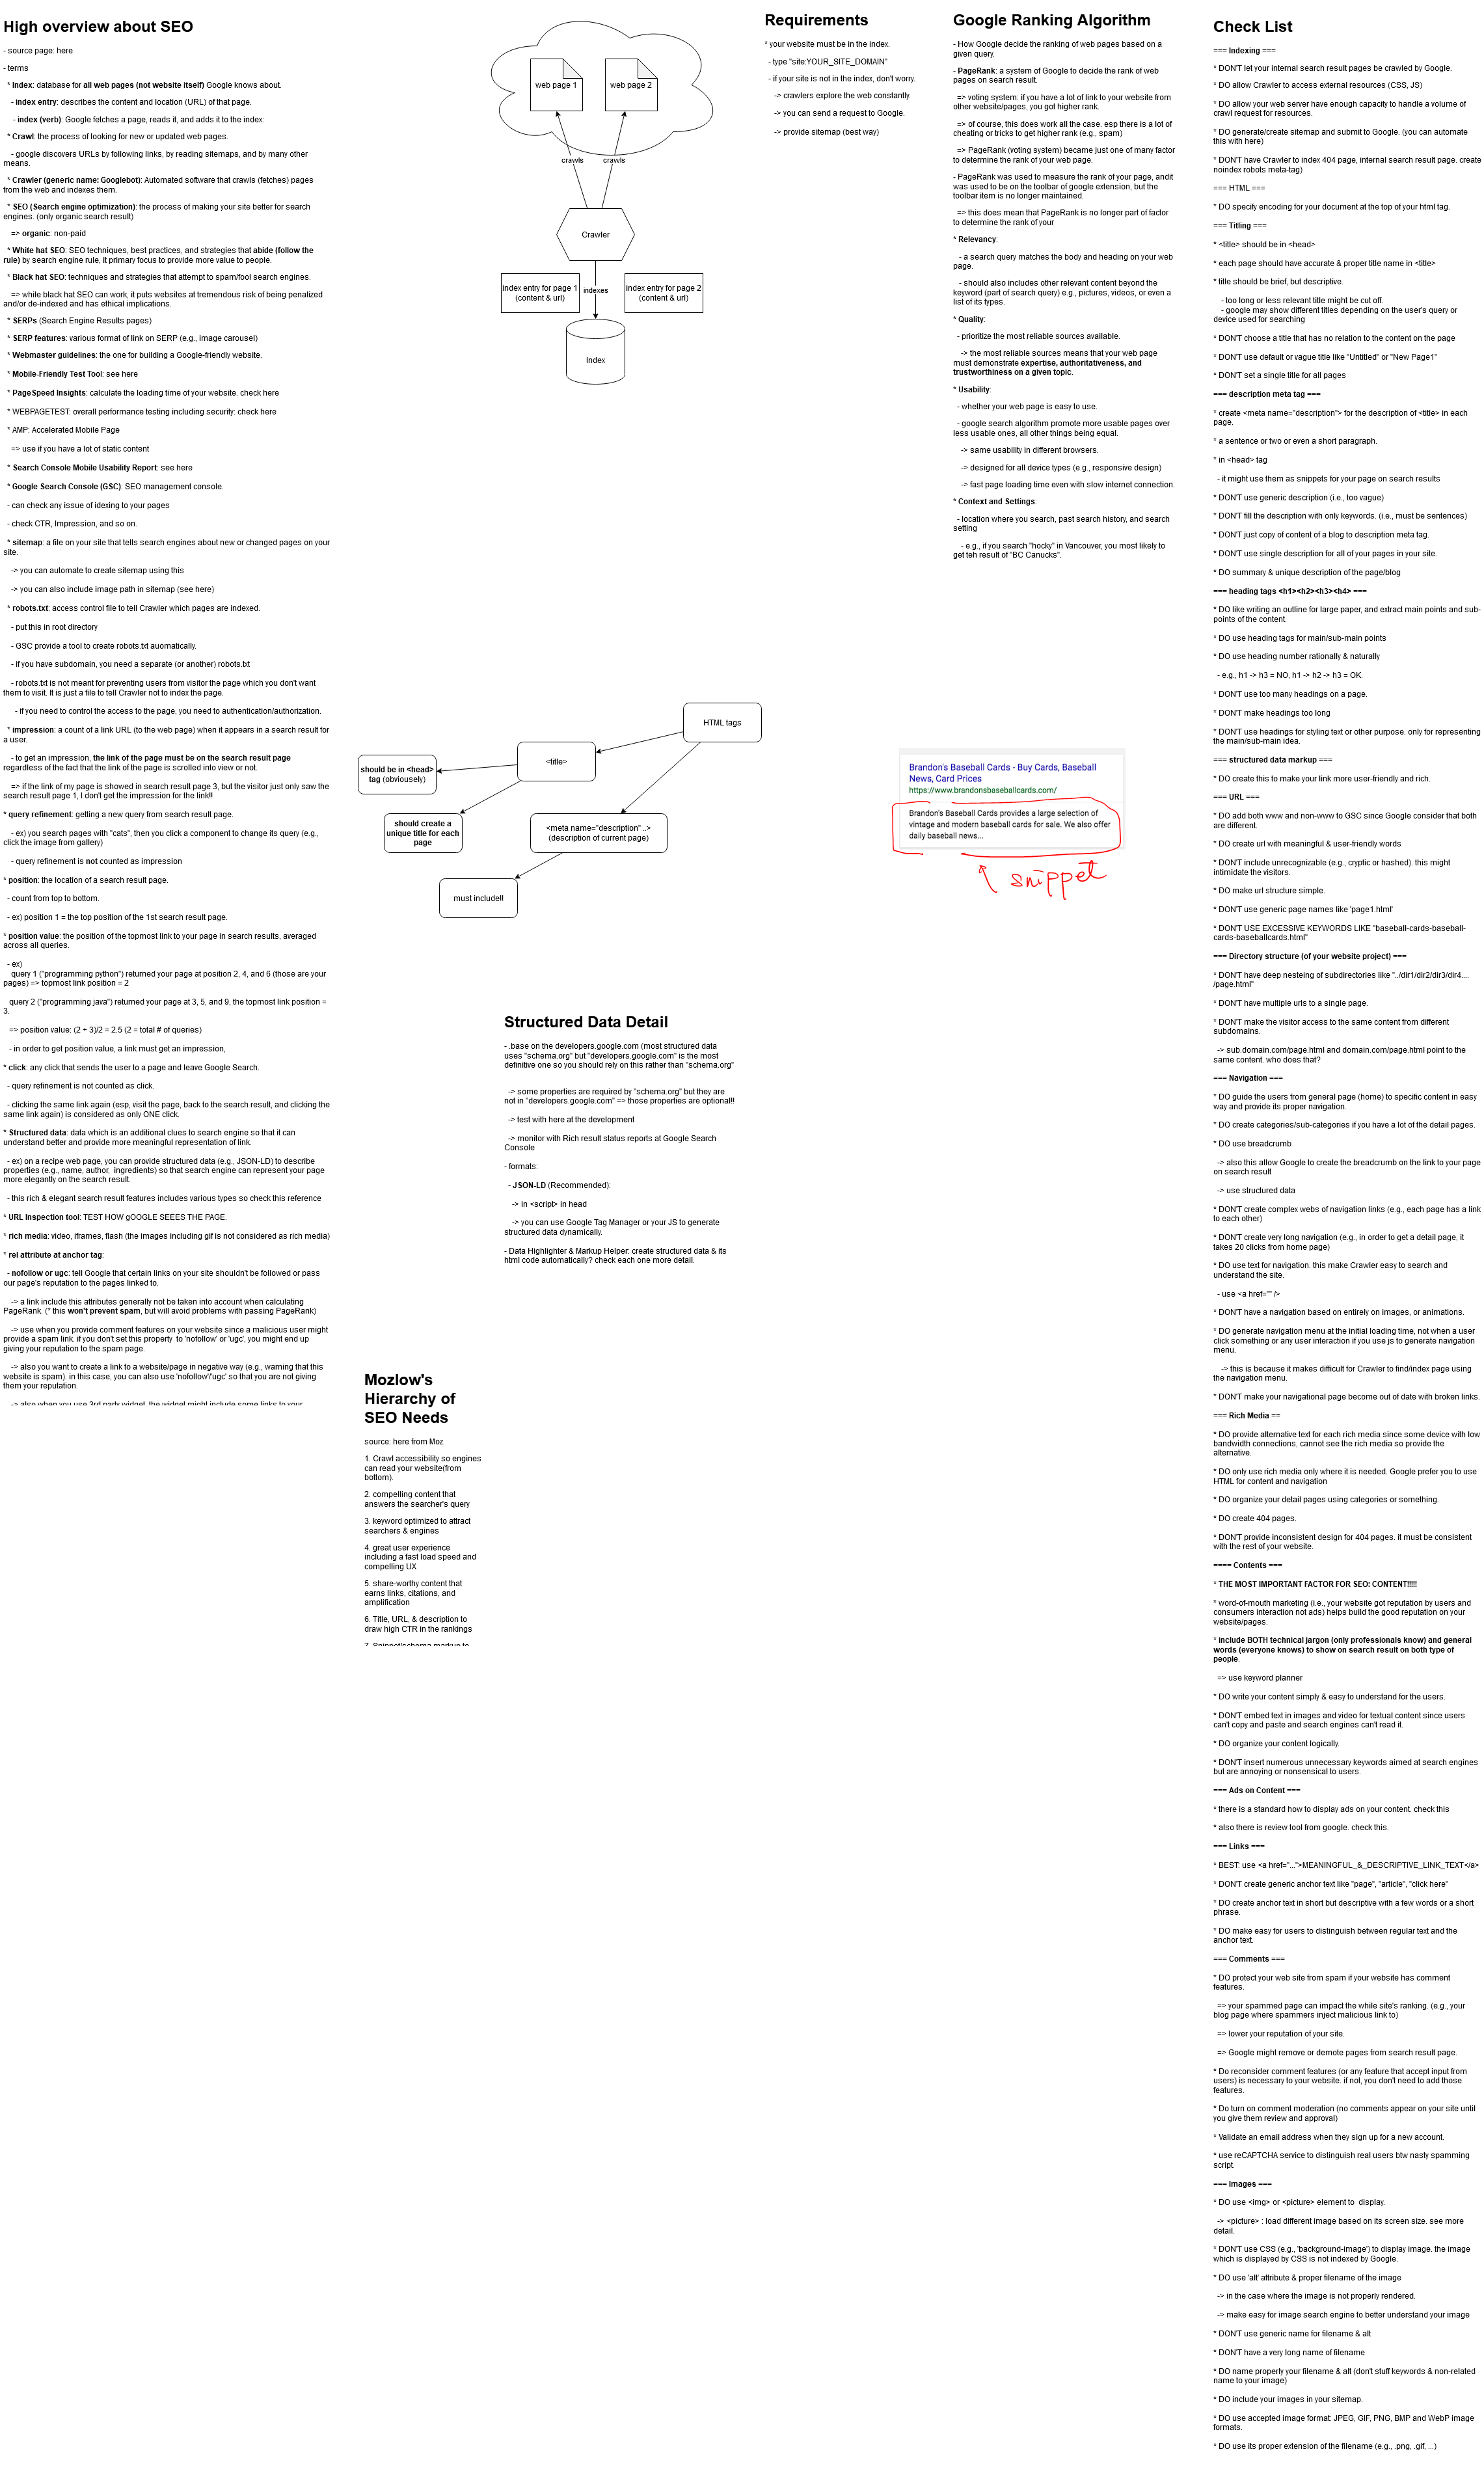 High overview about SEO
- source page: here
- terms
* Index: database for all web pages (not website itself) Google knows about.
- index entry: describes the content and location (URL) of that page.
- index (verb): Google fetches a page, reads it, and adds it to the index:
* Crawl: the process of looking for new or updated web pages.
- google discovers URLs by following links, by reading sitemaps, and by many other
means.
* Crawler (generic name: Googlebot): Automated software that crawls (fetches) pages
from the web and indexes them.
* SEO (Search engine optimization): the process of making your site better for search
engines. (only organic search result)
=> organic: non-paid
* White hat SEO: SEO techniques, best practices, and strategies that abide (follow the
rule) by search engine rule, it primary focus to provide more value to people.
* Black hat SEO: techniques and strategies that attempt to spam/fool search engines.
=> while black hat SEO can work, it puts websites at tremendous risk of being penalized
and/or de-indexed and has ethical implications.
* SERPs (Search Engine Results pages)
* SERP features: various format of link on SERP (e.g., image carousel)
* Webmaster guidelines: the one for building a Google-friendly website.
* Mobile-Friendly Test Tool: see here
* PageSpeed Insights: calculate the loading time of your website. check here
* WEBPAGETEST: overall performance testing including security: check here
* AMP: Accelerated Mobile Page
=> use if you have a lot of static content
* Search Console Mobile Usability Report: see here
* Google Search Console (GSC): SEO management console.
- can check any issue of idexing to your pages
- check CTR, Impression, and so on.
* sitemap: a file on your site that tells search engines about new or changed pages on your
site.
-> you can automate to create sitemap using this
-> you can also include image path in sitemap (see here)
* robots.txt: access control file to tell Crawler which pages are indexed.
- put this in root directory
- GSC provide a tool to create robots.txt auomatically.
- if you have subdomain, you need a separate (or another) robots.txt
- robots.txt is not meant for preventing users from visitor the page which you don't want
them to visit. It is just a file to tell Crawler not to index the page.
- if you need to control the access to the page, you need to authentication/authorization.
* impression: a count of a link URL (to the web page) when it appears in a search result for
a user.
- to get an impression, the link of the page must be on the search result page
regardless of the fact that the link of the page is scrolled into view or not.
=> if the link of my page is showed in search result page 3, but the visitor just only saw the
search result page 1, I don't get the impression for the link!!
* query refinement: getting a new query from search result page.
- ex) you search pages with "cats", then you click a component to change its query (e.g.,
click the image from gallery)
- query refinement is not counted as impression
* position: the location of a search result page.
- count from top to bottom.
- ex) position 1 = the top position of the 1st search result page.
* position value: the position of the topmost link to your page in search results, averaged
across all queries.
- ex)
query 1 ("programming python") returned your page at position 2, 4, and 6 (those are your
pages) => topmost link position = 2
query 2 ("programming java") returned your page at 3, 5, and 9, the topmost link position =
3.
=> position value: (2 + 3)/2 = 2.5 (2 = total # of queries)
- in order to get position value, a link must get an impression,
* click: any click that sends the user to a page and leave Google Search.
- query refinement is not counted as click.
- clicking the same link again (esp, visit the page, back to the search result, and clicking the
same link again) is considered as only ONE click.
* Structured data: data which is an additional clues to search engine so that it can
understand better and provide more meaningful representation of link.
- ex) on a recipe web page, you can provide structured data (e.g., JSON-LD) to describe
properties (e.g., name, author, ingredients) so that search engine can represent your page
more elegantly on the search result.
- this rich & elegant search result features includes various types so check this reference
* URL Inspection tool: TEST HOW gOOGLE SEEES THE PAGE.
* rich media: video, iframes, flash (the images including gif is not considered as rich media)
* rel attribute at anchor tag:
- nofollow or ugc: tell Google that certain links on your site shouldn't be followed or pass
our page's reputation to the pages linked to.
-> a link include this attributes generally not be taken into account when calculating
PageRank. (* this won't prevent spam, but will avoid problems with passing PageRank)
-> use when you provide comment features on your website since a malicious user might
provide a spam link. if you don't set this property to 'nofollow' or 'ugc', you might end up
giving your reputation to the spam page.
-> also you want to create a link to a website/page in negative way (e.g., warning that this
website is spam). in this case, you can also use 'nofollow'/'ugc' so that you are not giving
them your reputation.
-> also when you use 3rd party widget, the widget might include some links to your
web page 1
web page 2
crawls
crawls
Crawler
index entry for page 1
(content & url)
indexes
index entry for page 2
(content & url)
Index
HTML tags
<title>
should be in <head>
tag (obviousely)
should create a
unique title for each
page
<meta name="description" ..>
(description of current page)
must include!!
Structured Data Detail
- .base on the developers.google.com (most structured data
uses "schema.org" but "developers.google.com" is the most
definitive one so you should rely on this rather than "schema.org"
-> some properties are required by "schema.org" but they are
not in "developers.google.com" => those properties are optional!!
-> test with here at the development
-> monitor with Rich result status reports at Google Search
Console
- formats:
- JSON-LD (Recommended):
-> in <script> in head
-> you can use Google Tag Manager or your JS to generate
structured data dynamically.
- Data Highlighter & Markup Helper: create structured data & its
html code automatically? check each one more detail.
Mozlow's
Hierarchy of
SEO Needs
source: here from Moz
1. Crawl accessibility so engines
can read your website(from
bottom).
2. compelling content that
answers the searcher's query
3. keyword optimized to attract
searchers & engines
4. great user experience
including a fast load speed and
compelling UX
5. share-worthy content that
earns links, citations, and
amplification
6. Title, URL, & description to
draw high CTR in the rankings
7. Snippet/schema markup to
Requirements
* your website must be in the index.
- type "site:YOUR_SITE_DOMAIN"
- if your site is not in the index, don't worry.
-> crawlers explore the web constantly.
-> you can send a request to Google.
-> provide sitemap (best way)
Google Ranking Algorithm
- How Google decide the ranking of web pages based on a
given query.
- PageRank: a system of Google to decide the rank of web
pages on search result.
=> voting system: if you have a lot of link to your website from
other website/pages, you got higher rank.
=> of course, this does work all the case. esp there is a lot of
cheating or tricks to get higher rank (e.g., spam)
=> PageRank (voting system) became just one of many factor
to determine the rank of your web page.
- PageRank was used to measure the rank of your page, andit
was used to be on the toolbar of google extension, but the
toolbar item is no longer maintained.
=> this does mean that PageRank is no longer part of factor
to determine the rank of your
* Relevancy:
- a search query matches the body and heading on your web
page.
- should also includes other relevant content beyond the
keyword (part of search query) e.g., pictures, videos, or even a
list of its types.
* Quality:
- prioritize the most reliable sources available.
-> the most reliable sources means that your web page
must demonstrate expertise, authoritativeness, and
trustworthiness on a given topic.
* Usability:
- whether your web page is easy to use.
- google search algorithm promote more usable pages over
less usable ones, all other things being equal.
-> same usability in different browsers.
-> designed for all device types (e.g., responsive design)
-> fast page loading time even with slow internet connection.
* Context and Settings:
- location where you search, past search history, and search
setting
- e.g., if you search "hocky" in Vancouver, you most likely to
get teh result of "BC Canucks".
Brandon's Baseball Cards - Buy Cards, Baseball
News, Card Prices
https://www.brandonsbaseballcards.com/
Brandon's Baseball Cards provides a large selection of
vintage and modern baseball cards for sale. We also offer
daily baseball news...
snippet
Check List
=== Indexing ===
* DON'T let your internal search result pages be crawled by Google.
* DO allow Crawler to access external resources (CSS, JS)
* DO allow your web server have enough capacity to handle a volume of
crawl request for resources.
* DO generate/create sitemap and submit to Google. (you can automate
this with here)
* DON'T have Crawler to index 404 page, internal search result page. create
noindex robots meta-tag)
=== HTML ===
* DO specify encoding for your document at the top of your html tag.
=== Titling ===
* <title> should be in <head>
* each page should have accurate & proper title name in <title>
* title should be brief, but descriptive.
- too long or less relevant title might be cut off.
- google may show different titles depending on the user's query or
device used for searching
* DON'T choose a title that has no relation to the content on the page
* DON'T use default or vague title like "Untitled" or "New Page1"
* DON'T set a single title for all pages
=== description meta tag ===
* create <meta name="description"> for the description of <title> in each
page.
* a sentence or two or even a short paragraph.
* in <head> tag
- it might use them as snippets for your page on search results
* DON'T use generic description (i.e., too vague)
* DON'T fill the description with only keywords. (i.e., must be sentences)
* DON'T just copy of content of a blog to description meta tag.
* DON'T use single description for all of your pages in your site.
* DO summary & unique description of the page/blog
=== heading tags <h1><h2><h3><h4> ===
* DO like writing an outline for large paper, and extract main points and sub-
points of the content.
* DO use heading tags for main/sub-main points
* DO use heading number rationally & naturally
- e.g., h1 -> h3 = NO, h1 -> h2 -> h3 = OK.
* DON'T use too many headings on a page.
* DON'T make headings too long
* DON'T use headings for styling text or other purpose. only for representing
the main/sub-main idea.
=== structured data markup ===
* DO create this to make your link more user-friendly and rich.
=== URL ===
* DO add both www and non-www to GSC since Google consider that both
are different.
* DO create url with meaningful & user-friendly words
* DON'T include unrecognizable (e.g., cryptic or hashed). this might
intimidate the visitors.
* DO make url structure simple.
* DON'T use generic page names like 'page1.html'
* DON'T USE EXCESSIVE KEYWORDS LIKE "baseball-cards-baseball-
cards-baseballcards.html"
=== Directory structure (of your website project) ===
* DON'T have deep nesteing of subdirectories like "../dir1/dir2/dir3/dir4....
/page.html"
* DON'T have multiple urls to a single page.
* DON'T make the visitor access to the same content from different
subdomains.
-> sub.domain.com/page.html and domain.com/page.html point to the
same content. who does that?
=== Navigation ===
* DO guide the users from general page (home) to specific content in easy
way and provide its proper navigation.
* DO create categories/sub-categories if you have a lot of the detail pages.
* DO use breadcrumb
-> also this allow Google to create the breadcrumb on the link to your page
on search result
-> use structured data
* DON'T create complex webs of navigation links (e.g., each page has a link
to each other)
* DON'T create very long navigation (e.g., in order to get a detail page, it
takes 20 clicks from home page)
* DO use text for navigation. this make Crawler easy to search and
understand the site.
- use <a href="" />
* DON'T have a navigation based on entirely on images, or animations.
* DO generate navigation menu at the initial loading time, not when a user
click something or any user interaction if you use js to generate navigation
menu.
-> this is because it makes difficult for Crawler to find/index page using
the navigation menu.
* DON'T make your navigational page become out of date with broken links.
=== Rich Media ==
* DO provide alternative text for each rich media since some device with low
bandwidth connections, cannot see the rich media so provide the
alternative.
* DO only use rich media only where it is needed. Google prefer you to use
HTML for content and navigation
* DO organize your detail pages using categories or something.
* DO create 404 pages.
* DON'T provide inconsistent design for 404 pages. it must be consistent
with the rest of your website.
==== Contents ===
* THE MOST IMPORTANT FACTOR FOR SEO: CONTENT!!!!!
* word-of-mouth marketing (i.e., your website got reputation by users and
consumers interaction not ads) helps build the good reputation on your
website/pages.
* include BOTH technical jargon (only professionals know) and general
words (everyone knows) to show on search result on both type of
people.
=> use keyword planner
* DO write your content simply & easy to understand for the users.
* DON'T embed text in images and video for textual content since users
can't copy and paste and search engines can't read it.
* DO organize your content logically.
* DON'T insert numerous unnecessary keywords aimed at search engines
but are annoying or nonsensical to users.
=== Ads on Content ===
* there is a standard how to display ads on your content. check this
* also there is review tool from google. check this.
=== Links ===
* BEST: use <a href="...">MEANINGFUL_&_DESCRIPTIVE_LINK_TEXT</a>
* DON'T create generic anchor text like "page", "article", "click here"
* DO create anchor text in short but descriptive with a few words or a short
phrase.
* DO make easy for users to distinguish between regular text and the
anchor text.
=== Comments ===
* DO protect your web site from spam if your website has comment
features.
=> your spammed page can impact the while site's ranking. (e.g., your
blog page where spammers inject malicious link to)
=> lower your reputation of your site.
=> Google might remove or demote pages from search result page.
* Do reconsider comment features (or any feature that accept input from
users) is necessary to your website. if not, you don't need to add those
features.
* Do turn on comment moderation (no comments appear on your site until
you give them review and approval)
* Validate an email address when they sign up for a new account.
* use reCAPTCHA service to distinguish real users btw nasty spamming
script.
=== Images ===
* DO use <img> or <picture> element to display.
-> <picture> : load different image based on its screen size. see more
detail.
* DON'T use CSS (e.g., 'background-image') to display image. the image
which is displayed by CSS is not indexed by Google.
* DO use 'alt' attribute & proper filename of the image
-> in the case where the image is not properly rendered.
-> make easy for image search engine to better understand your image
* DON'T use generic name for filename & alt
* DON'T have a very long name of filename
* DO name properly your filename & alt (don't stuff keywords & non-related
name to your image)
* DO include your images in your sitemap.
* DO use accepted image format: JPEG, GIF, PNG, BMP and WebP image
formats.
* DO use its proper extension of the filename (e.g., .png, .gif, ...)